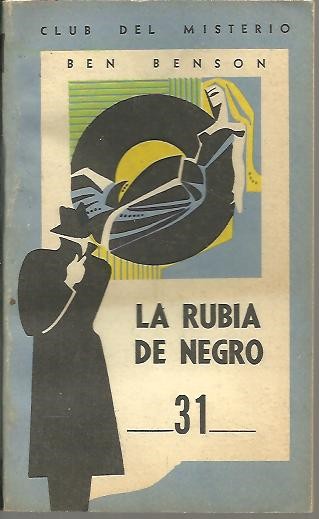 CLUB DEL MISTERIO
BEN BENSON
LA RUBIA
DE NEGRO
31